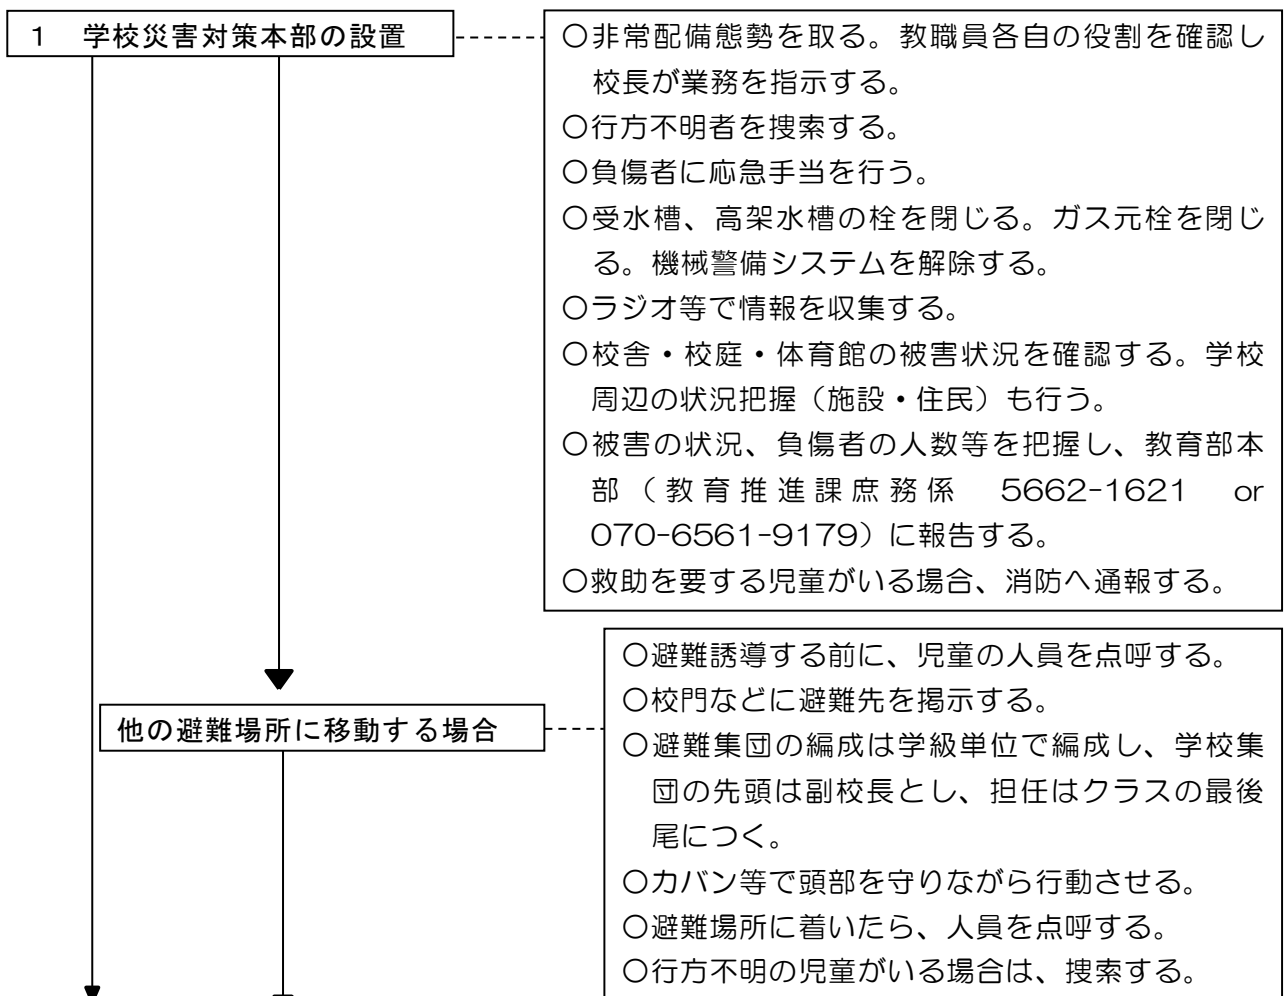 1 学校災害対策本部の設置
〇非常配備態勢を取る。教職員各自の役割を確認し
校長が業務を指示する。
〇行方不明者を捜索する。
〇負傷者に応急手当を行う。
〇受水槽、高架水槽の栓を閉じる。ガス元栓を閉じ
る。機械警備システムを解除する。
〇ラジオ等で情報を収集する。
〇校舎・校庭・体育館の被害状況を確認する。学校
周辺の状況把握（施設・住民）も行う。
〇被害の状況、負傷者の人数等を把握し、教育部本
部（教育推進課庶務係 5662-1621 or
070-6561-9179）に報告する。
〇救助を要する児童がいる場合、消防へ通報する。
他の避難場所に移動する場合
〇避難誘導する前に、児童の人員を点呼する。
〇校門などに避難先を掲示する。
〇避難集団の編成は学級単位で編成し、学校集
団の先頭は副校長とし、担任はクラスの最後
尾につく。
〇カバン等で頭部を守りながら行動させる。
〇避難場所に着いたら、人員を点呼する。
〇行方不明の児童がいる場合は、捜索する。